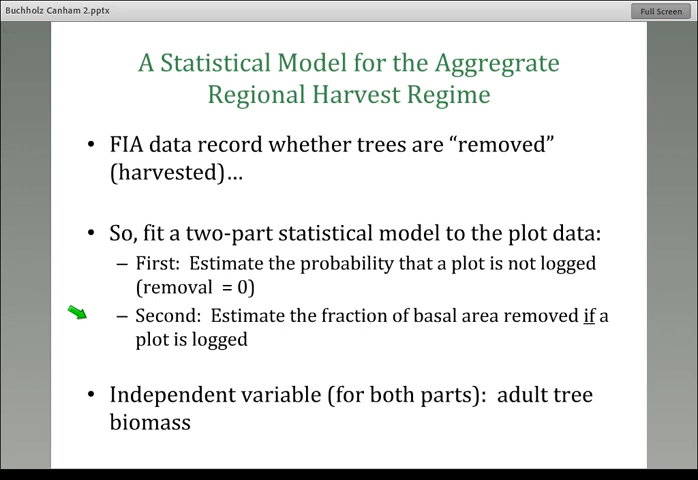 Buchholz Canham 2.pptx
Full Screen
A Statistical Model for the Aggregrate
Regional Harvest Regime
• FIA data record whether trees are “removed”
(harvested)…
• So, fit a two-part statistical model to the plot data:
– First: Estimate the probability that a plot is not logged
(removal = 0)
– Second: Estimate the fraction of basal area removed if a
plot is logged
• Independent variable (for both parts): adult tree
biomass